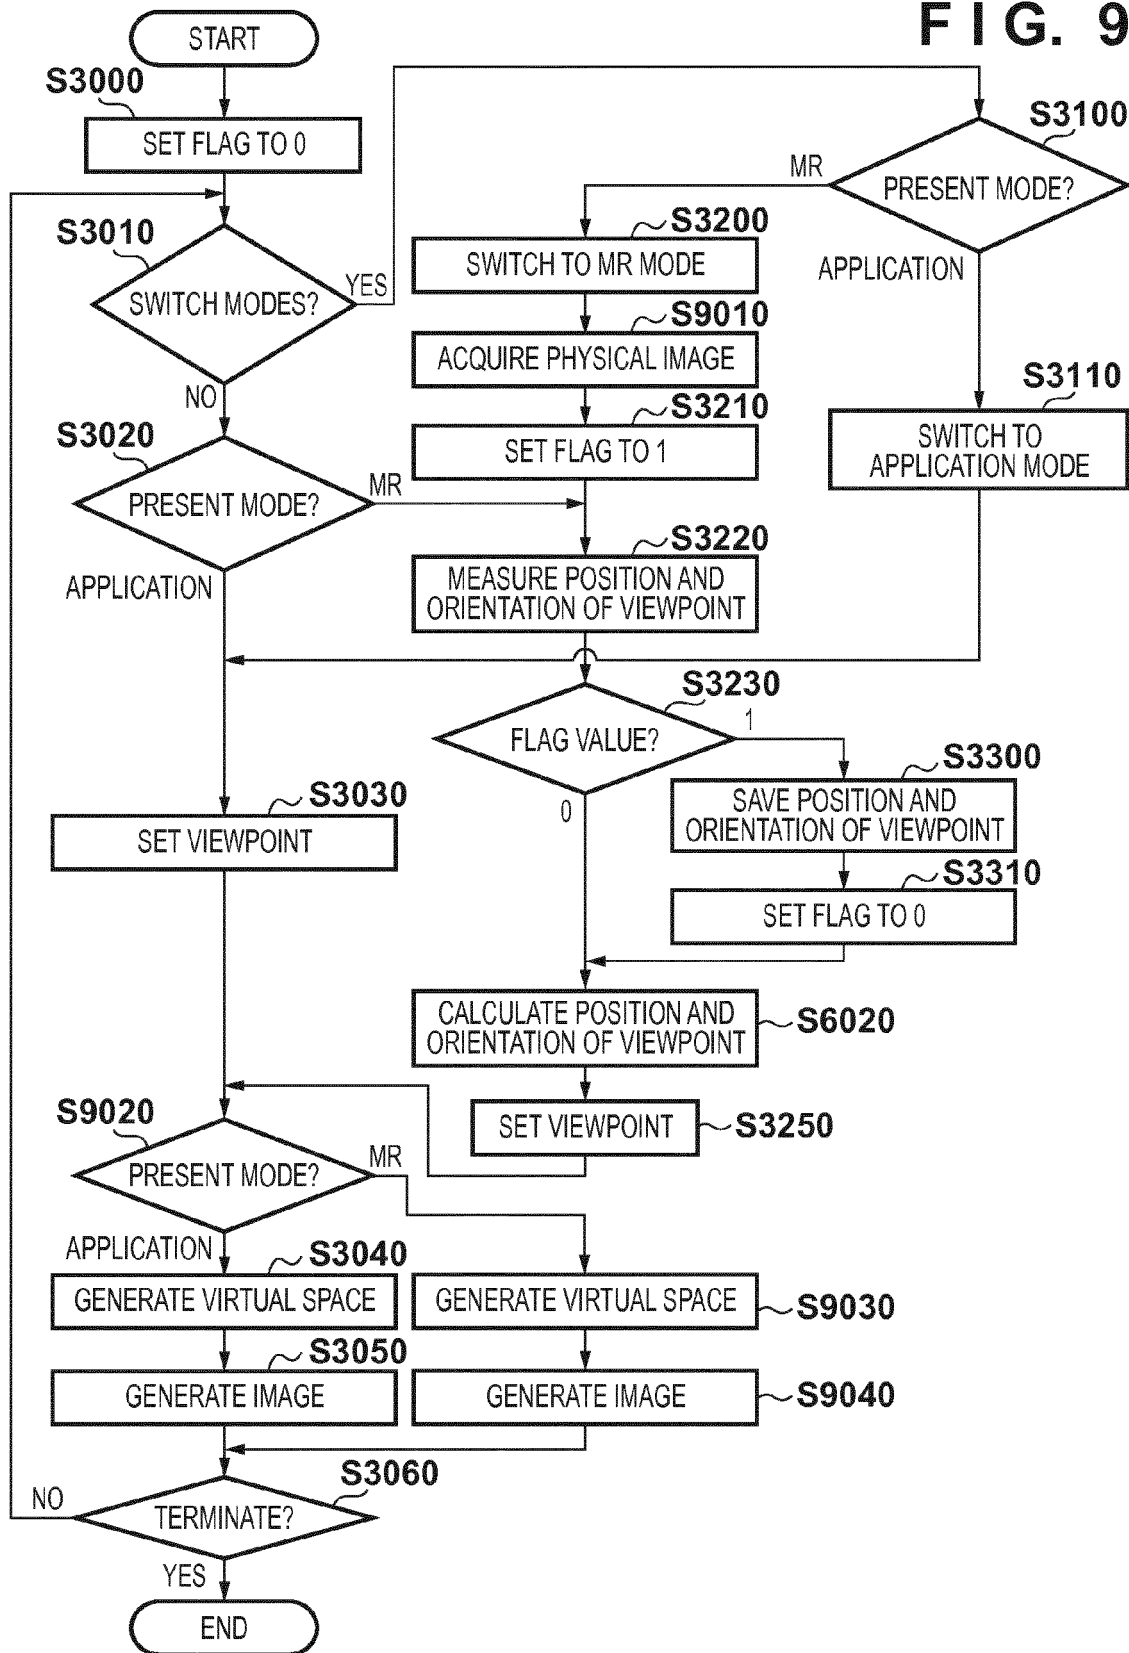 FIG. 9
START
S3000
SET FLAG TO 0
S3100
PRESENT MODE?
MR
APPLICATION
S3010
SWITCH MODES?
YES
NO
S3200
SWITCH TO MR MODE
S9010
ACQUIRE PHYSICAL IMAGE
S3210
SET FLAG TO 1
S3110
SWITCH TO
APPLICATION MODE
S3020
PRESENT MODE?
MR
APPLICATION
S3220
MEASURE POSITION AND
ORIENTATION OF VIEWPOINT
S3230
FLAG VALUE?
1
0
S3300
SAVE POSITION AND
ORIENTATION OF VIEWPOINT
S3310
SET FLAG TO 0
S3030
SET VIEWPOINT
CALCULATE POSITION AND
ORIENTATION OF VIEWPOINT
S6020
SET VIEWPOINT
S3250
S9020
PRESENT MODE?
MR
APPLICATION
S3040
GENERATE VIRTUAL SPACE
GENERATE VIRTUAL SPACE
S9030
S3050
GENERATE IMAGE
GENERATE IMAGE
S9040
S3060
TERMINATE?
NO
YES
END